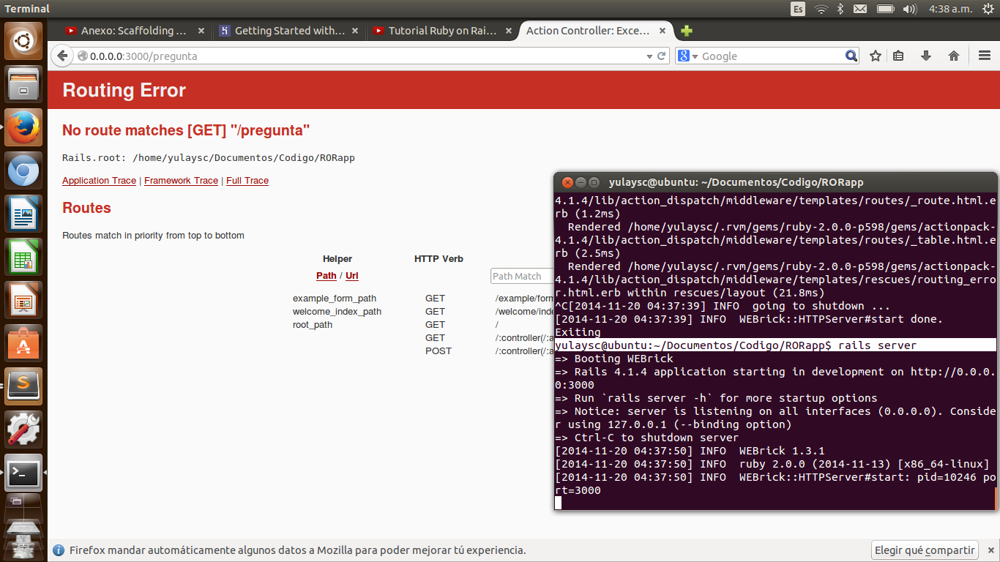 Terminal
Es
4:38 a.m.
Anexo: Scaffolding ...
Getting Started with...
Tutorial Ruby on Rai...
Action Controller: Exce...
0.0.0.0:3000/pregunta
Google
Routing Error
No route matches [GET] "/pregunta"
Rails.root: /home/yulaysc/Documentos/Codigo/RORapp
Application Trace | Framework Trace | Full Trace
Routes
Routes match in priority from top to bottom
Helper HTTP Verb
Path / Url Path Match
example_form_path GET /example/form
welcome_index_path GET /welcome/inde
root_path GET /
GET /:controller(/:a
POST /:controller(/:a
yulaysc@ubuntu: ~/Documentos/Codigo/RORapp
4.1.4/lib/action_dispatch/middleware/templates/routes/_route.html.e
rb (1.2ms)
Rendered /home/yulaysc/.rvm/gems/ruby-2.0.0-p598/gems/actionpack-
4.1.4/lib/action_dispatch/middleware/templates/routes/_table.html.e
rb (2.5ms)
Rendered /home/yulaysc/.rvm/gems/ruby-2.0.0-p598/gems/actionpack-
4.1.4/lib/action_dispatch/middleware/templates/rescues/routing_erro
r.html.erb within rescues/layout (21.8ms)
^C[2014-11-20 04:37:39] INFO going to shutdown ...
[2014-11-20 04:37:39] INFO WEBrick::HTTPServer#start done.
Exiting
yulaysc@ubuntu:~/Documentos/Codigo/RORapp$ rails server
=> Booting WEBrick
=> Rails 4.1.4 application starting in development on http://0.0.0.
0:3000
=> Run `rails server -h` for more startup options
=> Notice: server is listening on all interfaces (0.0.0.0). Conside
r using 127.0.0.1 (--binding option)
=> Ctrl-C to shutdown server
[2014-11-20 04:37:50] INFO WEBrick 1.3.1
[2014-11-20 04:37:50] INFO ruby 2.0.0 (2014-11-13) [x86_64-linux]
[2014-11-20 04:37:50] INFO WEBrick::HTTPServer#start: pid=10246 po
rt=3000
Firefox mandar automáticamente algunos datos a Mozilla para poder mejorar tú experiencia.
Elegir qué compartir